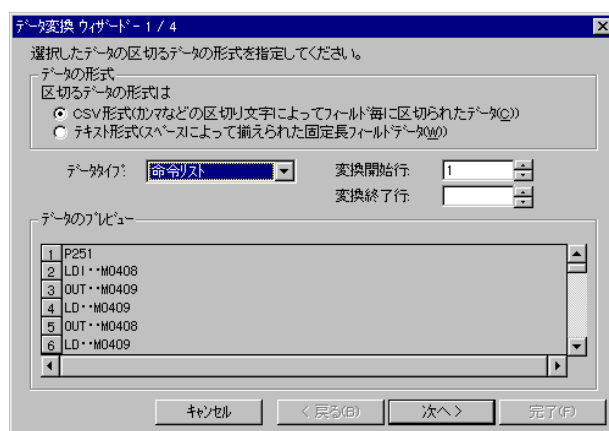 データ変換 ウィザード - 1 / 4
選択したデータの区切るデータの形式を指定してください。
データの形式
区切るデータの形式は
CSV形式(カンマなどの区切り文字によってフィールド毎に区切られたデータ(C))
テキスト形式(スペースによって揃えられた固定長フィールドデータ(W))
データタイプ: 命令リスト 変換開始行: 1
変換終了行:
データのプレビュー
1 P251
2 LDI・・M0408
3 OUT・・M0409
4 LD・・M0409
5 OUT・・M0408
6 LD・・M0409
キャンセル < 戻る(B) 次へ > 完了(F)